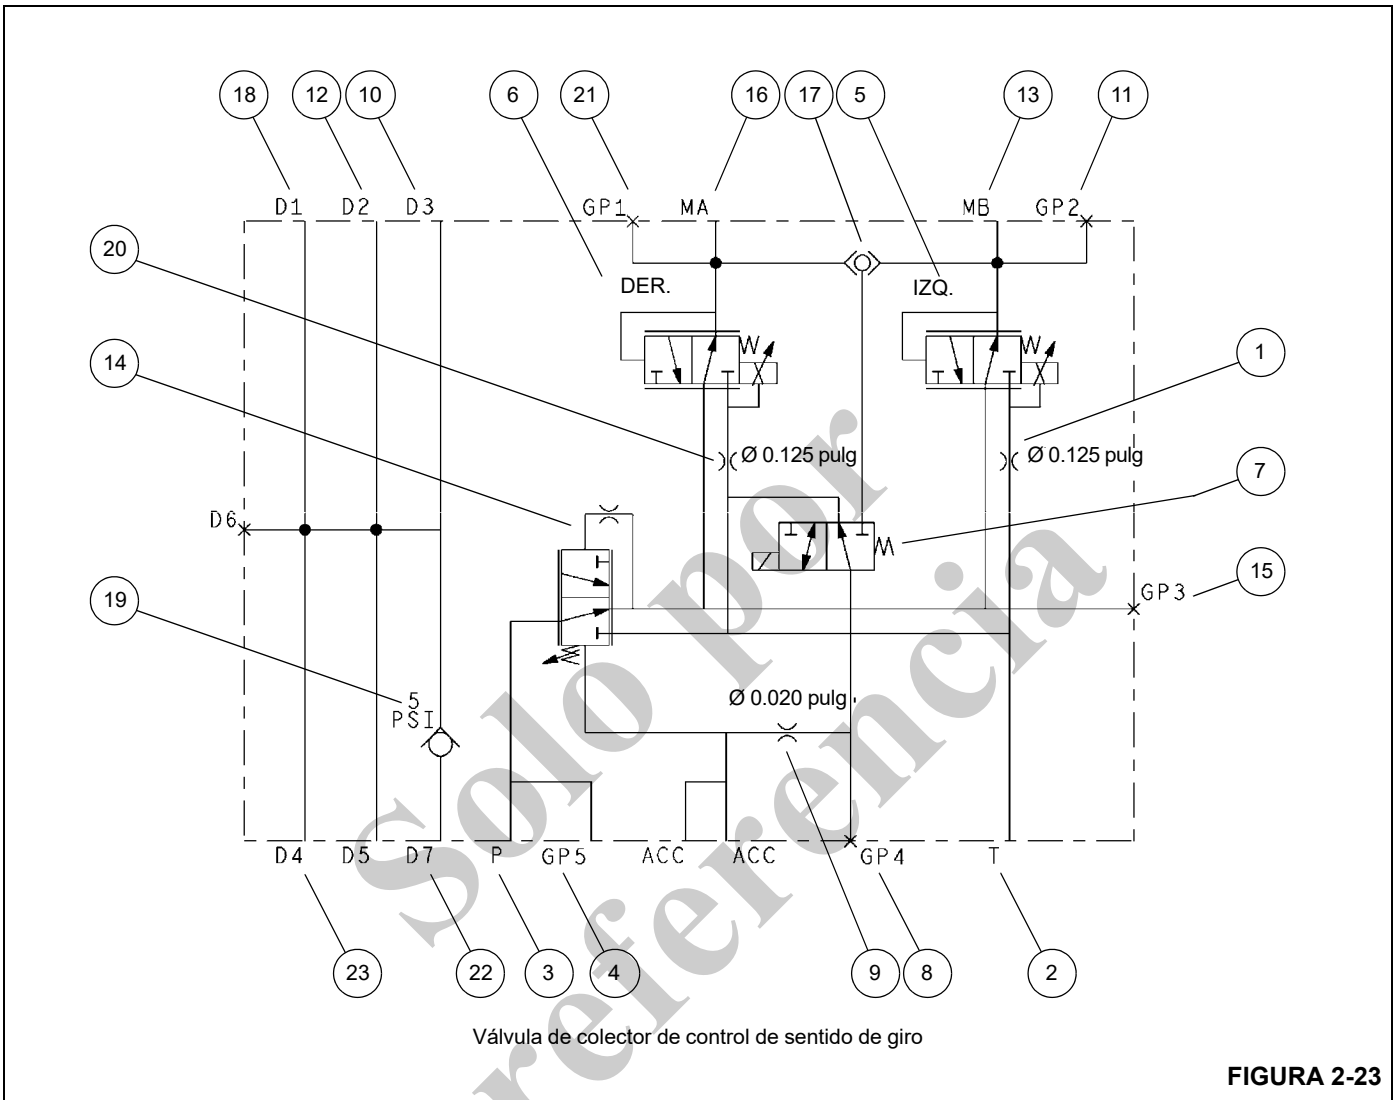 18 12 10 6 21 16 17 5 13 11
D1 D2 D3 GP1 MA MB GP2
20
DER. IZQ.
14
1
Ø 0.125 pulg Ø 0.125 pulg
7
D6
15
GP3
19
Ø 0.020 pulg
5
PSI
D4 D5 D7 P GP5 ACC ACC GP4 T
23 22 3 4 9 8 2
Solo por
referencia
Válvula de colector de control de sentido de giro
FIGURA 2-23